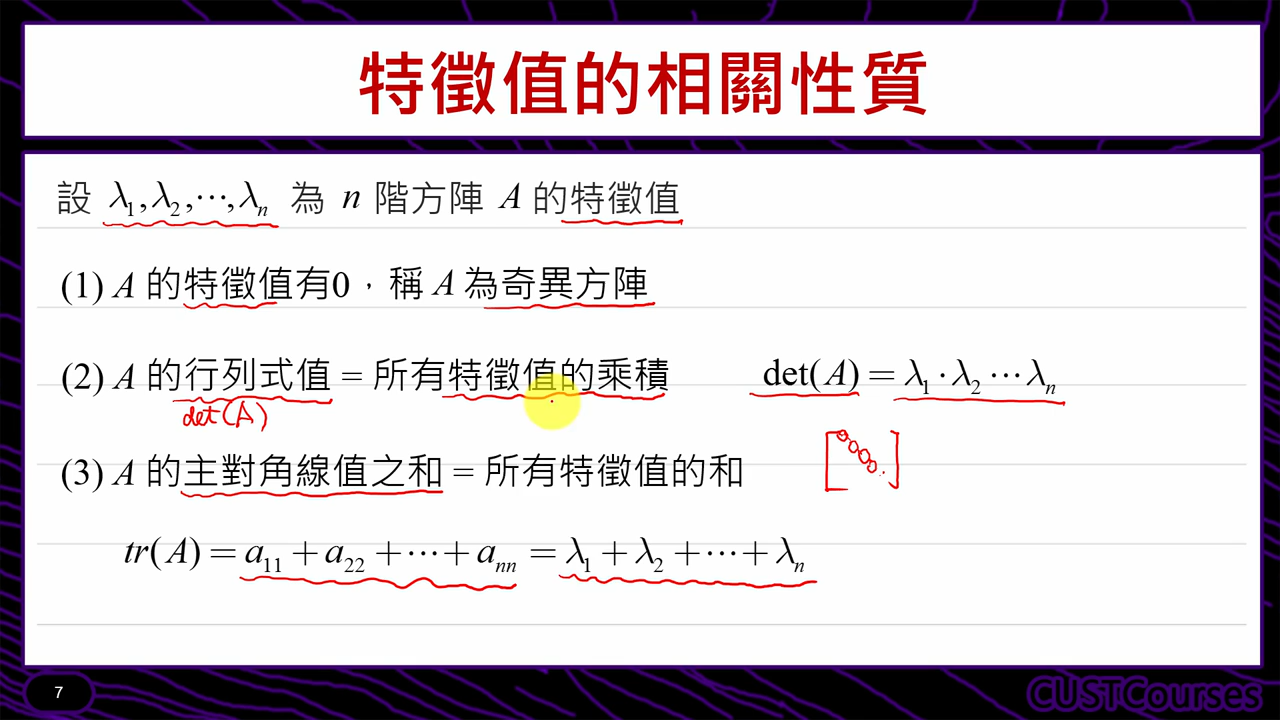 特徵值的相關性質
設 λ₁,λ₂,⋯,λₙ 為 n 階方陣 A 的特徵值
(1) A 的特徵值有0，稱 A 為奇異方陣
(2) A 的行列式值 = 所有特徵值的乘積 det(A) = λ₁·λ₂⋯λₙ
det(A)
(3) A 的主對角線值之和 = 所有特徵值的和
tr(A) = a₁₁ + a₂₂ + ⋯ + aₙₙ = λ₁ + λ₂ + ⋯ + λₙ
7
CUSTCourses